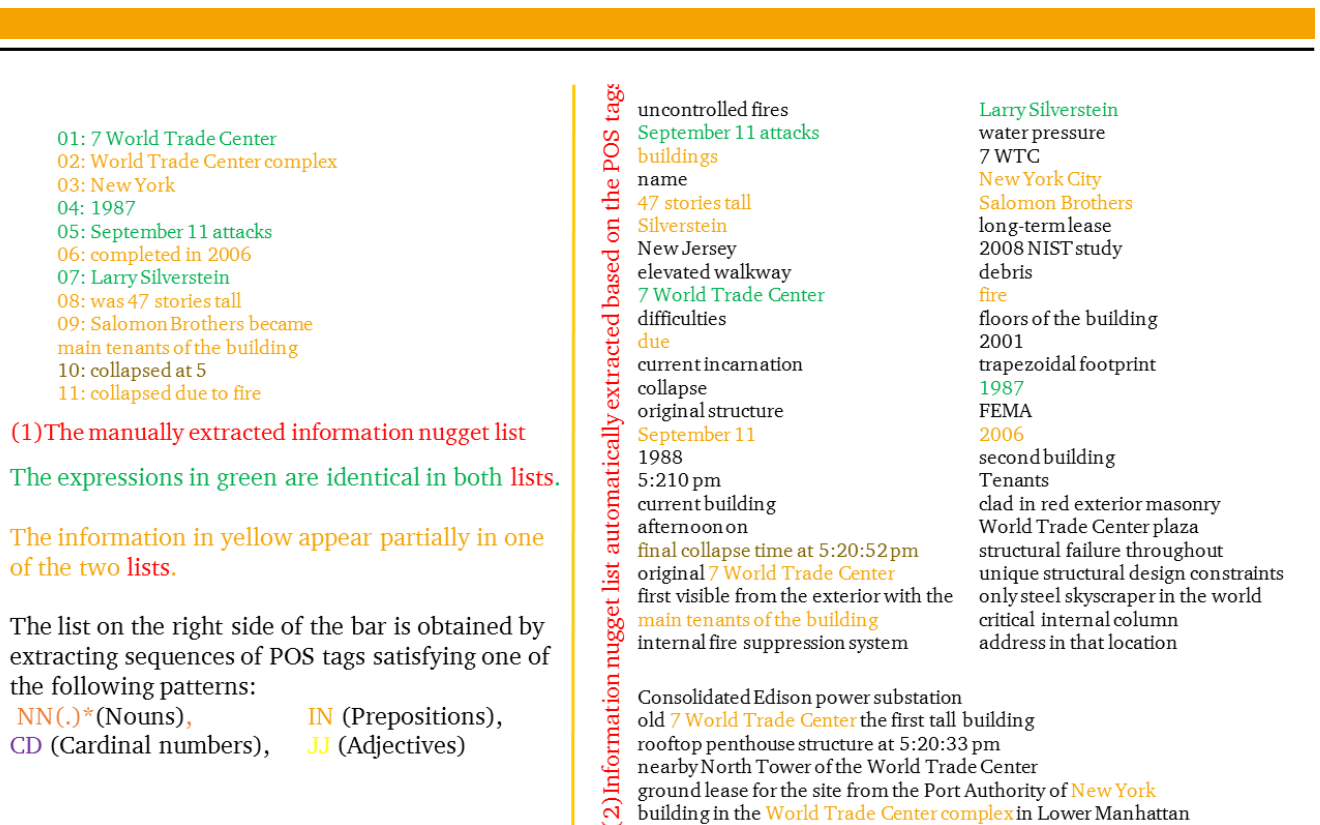 01: 7 World Trade Center
02: World Trade Center complex
03: New York
04: 1987
05: September 11 attacks
06: completed in 2006
07: Larry Silverstein
08: was 47 stories tall
09: Salomon Brothers became
main tenants of the building
10: collapsed at 5
11: collapsed due to fire
(1)The manually extracted information nugget list
The expressions in green are identical in both lists.
The information in yellow appear partially in one
of the two lists.
The list on the right side of the bar is obtained by
extracting sequences of POS tags satisfying one of
the following patterns:
NN(.)*(Nouns), IN (Prepositions),
CD (Cardinal numbers), JJ (Adjectives)
(2)Information nugget list automatically extracted based on the POS tags
uncontrolled fires
September 11 attacks
buildings
name
47 stories tall
Silverstein
New Jersey
elevated walkway
7 World Trade Center
difficulties
due
current incarnation
collapse
original structure
September 11
1988
5:210 pm
current building
afternoon on
final collapse time at 5:20:52 pm
original 7 World Trade Center
first visible from the exterior with the
main tenants of the building
internal fire suppression system
Larry Silverstein
water pressure
7 WTC
New York City
Salomon Brothers
long-term lease
2008 NIST study
debris
fire
floors of the building
2001
trapezoidal footprint
1987
FEMA
2006
second building
Tenants
clad in red exterior masonry
World Trade Center plaza
structural failure throughout
unique structural design constraints
only steel skyscraper in the world
critical internal column
address in that location
Consolidated Edison power substation
old 7 World Trade Center the first tall building
rooftop penthouse structure at 5:20:33 pm
nearby North Tower of the World Trade Center
ground lease for the site from the Port Authority of New York
building in the World Trade Center complex in Lower Manhattan